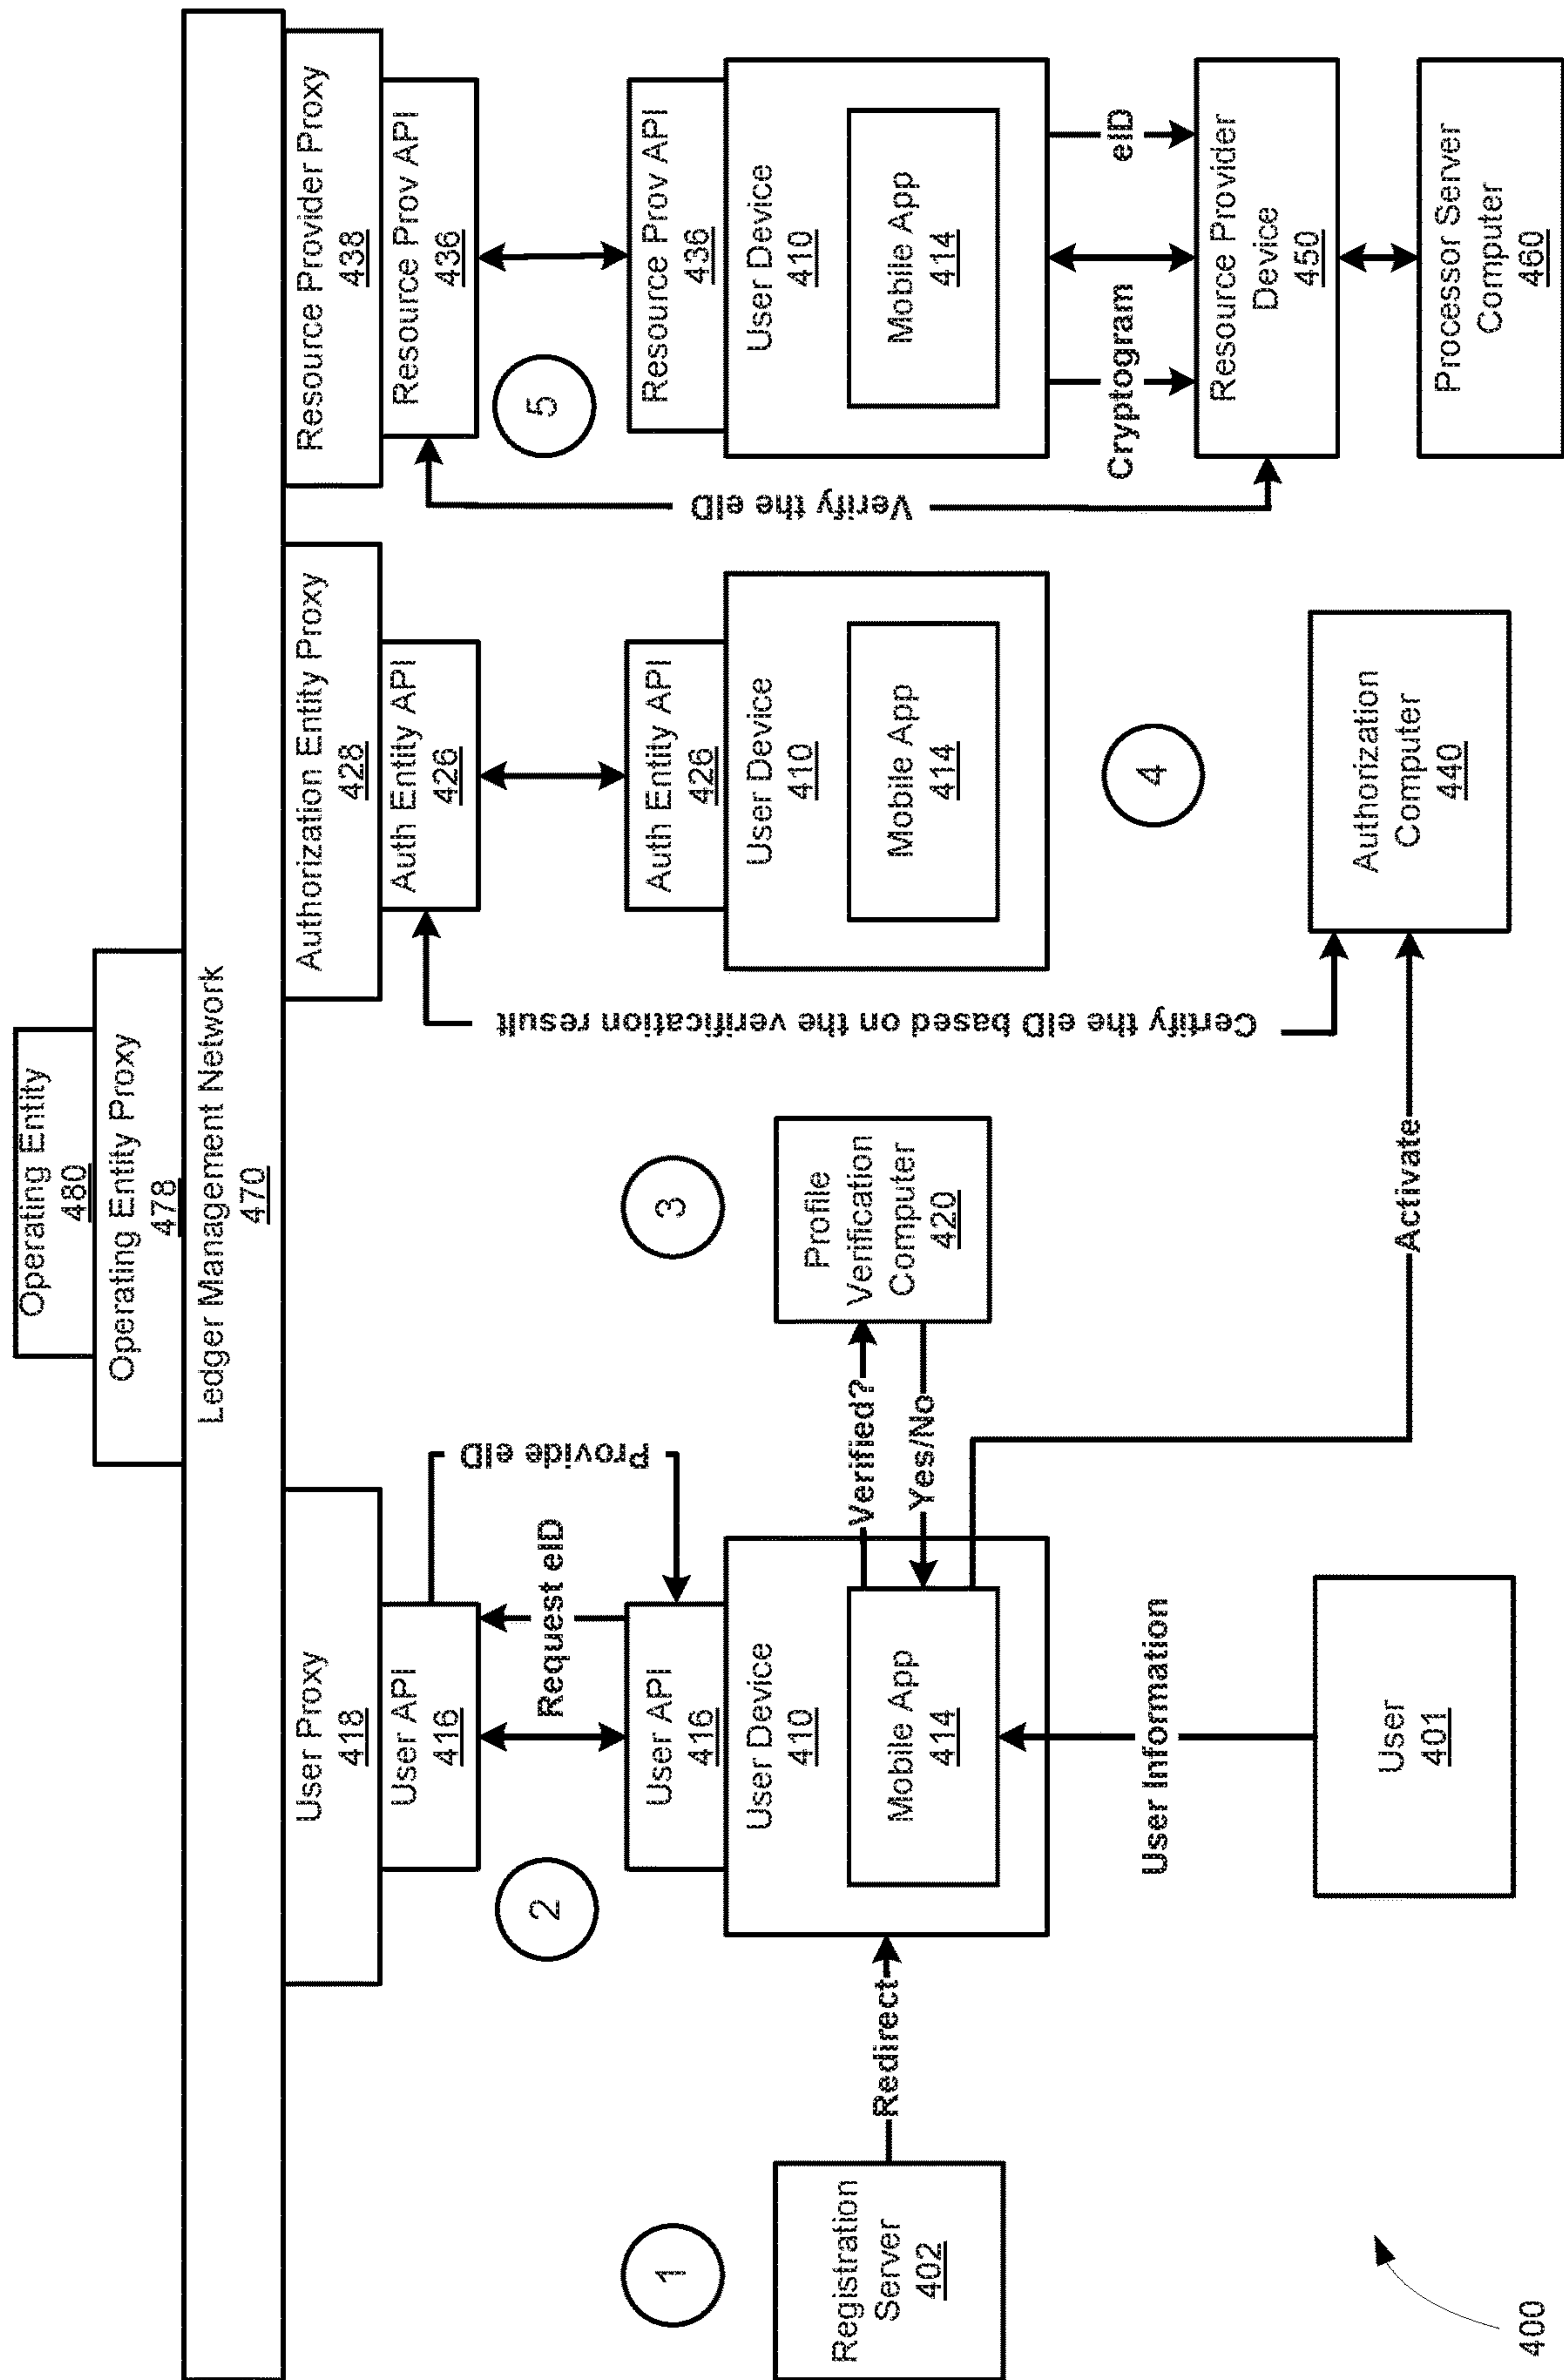 Operating Entity
480
Operating Entity Proxy
478
Ledger Management Network
470
User Proxy
418
User API
416
Authorization Entity Proxy
428
Auth Entity API
426
Resource Provider Proxy
438
Resource Prov API
436
1
2
3
4
5
Request eID
Provide eID
User API
416
User Device
410
Mobile App
414
Registration
Server
402
Redirect
Verified?
Yes/No
Profile
Verification
Computer
420
User Information
User
401
Activate
Certify the eID based on the verification result
Auth Entity API
426
User Device
410
Mobile App
414
Authorization
Computer
440
Verify the eID
Resource Prov API
436
User Device
410
Mobile App
414
Cryptogram
eID
Resource Provider
Device
450
Processor Server
Computer
460
400